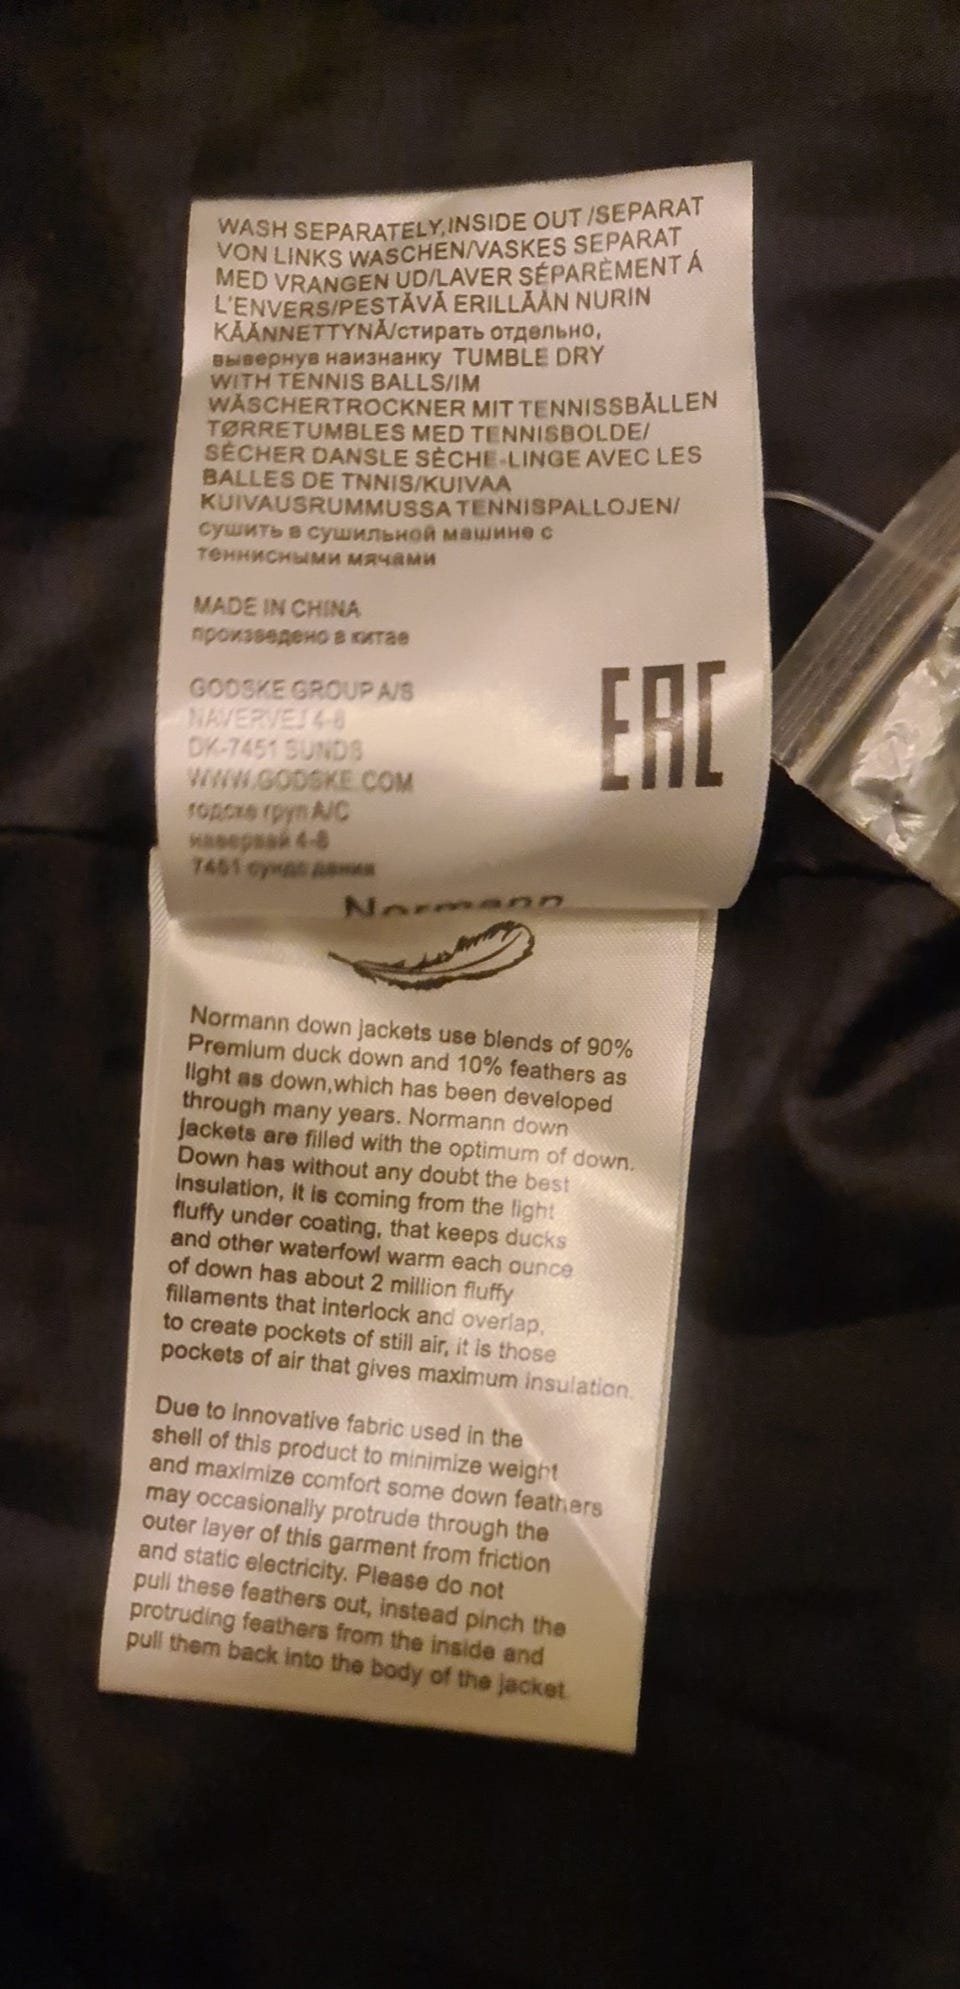 WASH SEPARATELY,INSIDE OUT/SEPARAT
VON LINKS WASCHEN/VASKES SEPARAT
MED VRANGEN UD/LAVER SÉPARÈMENT Á
L'ENVERS/PESTÄVÄ ERILLÄÄN NURIN
KÄÄNNETTYNÄ/стирать отдельно,
вывернув наизнанку TUMBLE DRY
WITH TENNIS BALLS/IM
WÄSCHERTROCKNER MIT TENNISSBÄLLEN
TØRRETUMBLES MED TENNISBOLDE/
SÉCHER DANSLE SÈCHE-LINGE AVEC LES
BALLES DE TNNIS/KUIVAA
KUIVAUSRUMMUSSA TENNISPALLOJEN/
сушить в сушильной машине с
теннисными мячами
MADE IN CHINA
произведено в китае
GODSKE GROUP A/S
NAVERVEJ 4-8
DK-7451 SUNDS
WWW.GODSKE.COM
годске груп A/C
навервай 4-8
7451 сундс дания
EAC
Normann
Normann down jackets use blends of 90%
Premium duck down and 10% feathers as
light as down,which has been developed
through many years. Normann down
jackets are filled with the optimum of down.
Down has without any doubt the best
insulation, it is coming from the light
fluffy under coating, that keeps ducks
and other waterfowl warm each ounce
of down has about 2 million fluffy
fillaments that interlock and overlap,
to create pockets of still air, it is those
pockets of air that gives maximum insulation.
Due to innovative fabric used in the
shell of this product to minimize weight
and maximize comfort some down feathers
may occasionally protrude through the
outer layer of this garment from friction
and static electricity. Please do not
pull these feathers out, instead pinch the
protruding feathers from the inside and
pull them back into the body of the jacket.